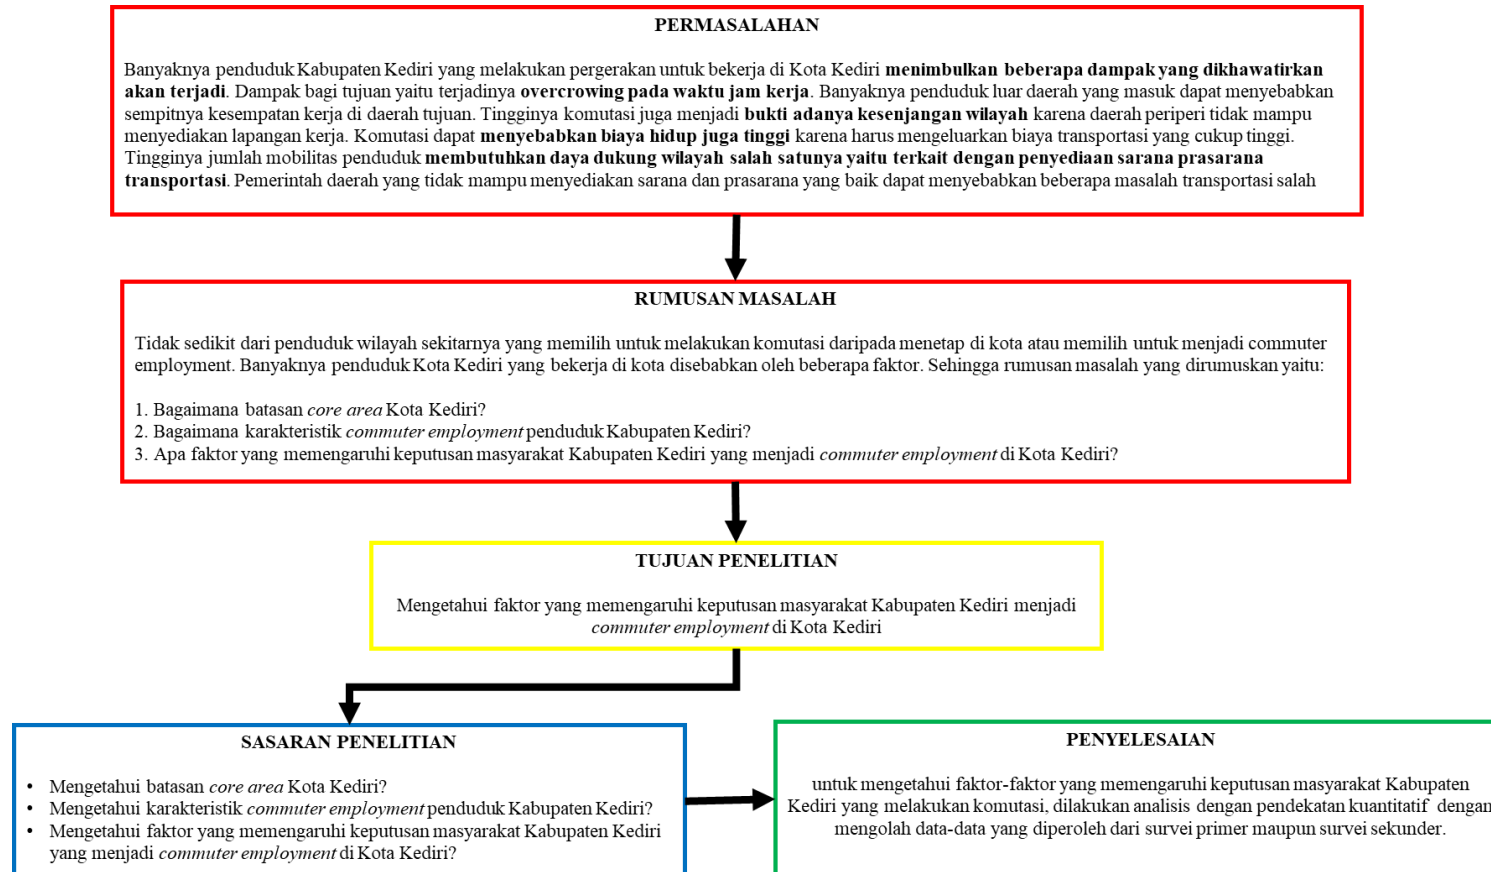 PERMASALAHAN
Banyaknya penduduk Kabupaten Kediri yang melakukan pergerakan untuk bekerja di Kota Kediri menimbulkan beberapa dampak yang dikhawatirkan
akan terjadi. Dampak bagi tujuan yaitu terjadinya overcrowing pada waktu jam kerja. Banyaknya penduduk luar daerah yang masuk dapat menyebabkan
sempitnya kesempatan kerja di daerah tujuan. Tingginya komutasi juga menjadi bukti adanya kesenjangan wilayah karena daerah periperi tidak mampu
menyediakan lapangan kerja. Komutasi dapat menyebabkan biaya hidup juga tinggi karena harus mengeluarkan biaya transportasi yang cukup tinggi.
Tingginya jumlah mobilitas penduduk membutuhkan daya dukung wilayah salah satunya yaitu terkait dengan penyediaan sarana prasarana
transportasi. Pemerintah daerah yang tidak mampu menyediakan sarana dan prasarana yang baik dapat menyebabkan beberapa masalah transportasi salah
RUMUSAN MASALAH
Tidak sedikit dari penduduk wilayah sekitarnya yang memilih untuk melakukan komutasi daripada menetap di kota atau memilih untuk menjadi commuter
employment. Banyaknya penduduk Kota Kediri yang bekerja di kota disebabkan oleh beberapa faktor. Sehingga rumusan masalah yang dirumuskan yaitu:
1. Bagaimana batasan core area Kota Kediri?
2. Bagaimana karakteristik commuter employment penduduk Kabupaten Kediri?
3. Apa faktor yang memengaruhi keputusan masyarakat Kabupaten Kediri yang menjadi commuter employment di Kota Kediri?
TUJUAN PENELITIAN
Mengetahui faktor yang memengaruhi keputusan masyarakat Kabupaten Kediri menjadi
commuter employment di Kota Kediri
SASARAN PENELITIAN
• Mengetahui batasan core area Kota Kediri?
• Mengetahui karakteristik commuter employment penduduk Kabupaten Kediri?
• Mengetahui faktor yang memengaruhi keputusan masyarakat Kabupaten Kediri
yang menjadi commuter employment di Kota Kediri?
PENYELESAIAN
untuk mengetahui faktor-faktor yang memengaruhi keputusan masyarakat Kabupaten
Kediri yang melakukan komutasi, dilakukan analisis dengan pendekatan kuantitatif dengan
mengolah data-data yang diperoleh dari survei primer maupun survei sekunder.